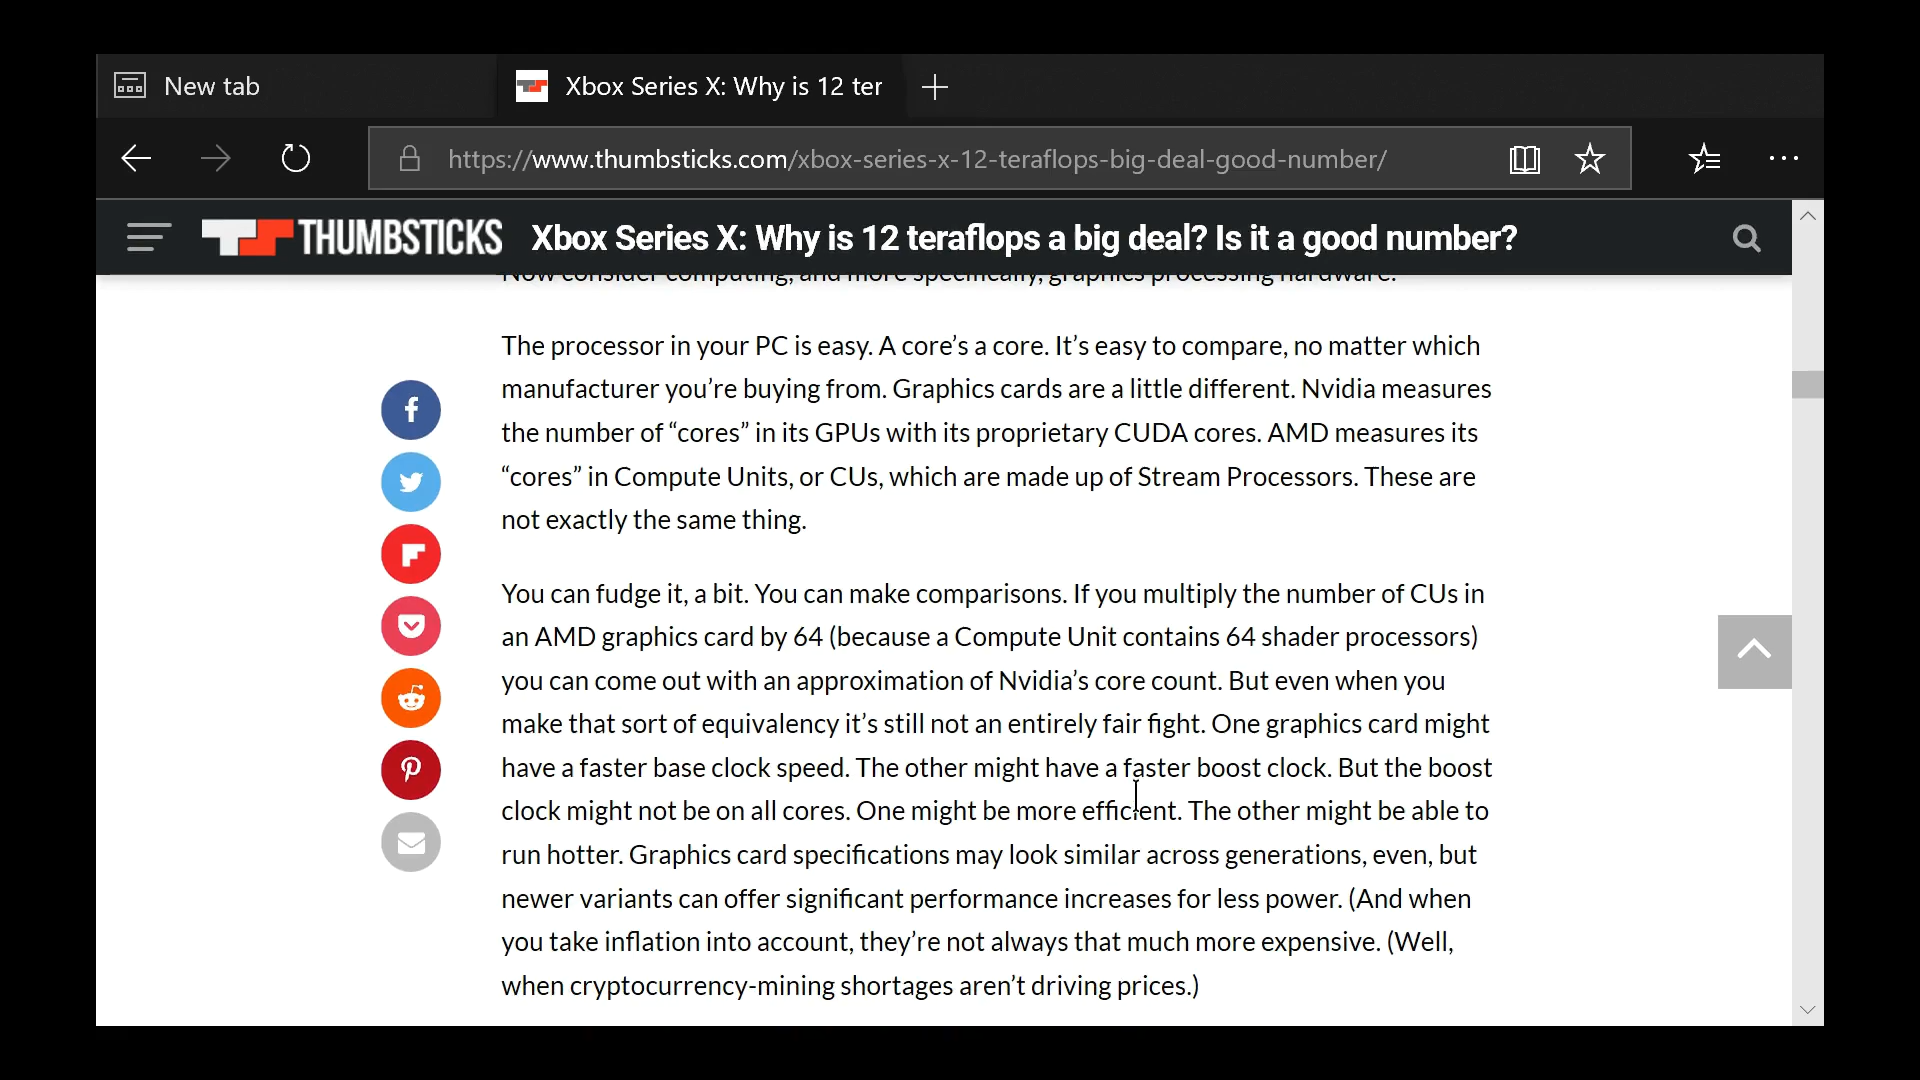 New tab
Xbox Series X: Why is 12 ter
https://www.thumbsticks.com/xbox-series-x-12-teraflops-big-deal-good-number/
THUMBSTICKS
Xbox Series X: Why is 12 teraflops a big deal? Is it a good number?
Now consider computing, and more specifically, graphics processing hardware.
The processor in your PC is easy. A core’s a core. It’s easy to compare, no matter which
manufacturer you’re buying from. Graphics cards are a little different. Nvidia measures
the number of “cores” in its GPUs with its proprietary CUDA cores. AMD measures its
“cores” in Compute Units, or CUs, which are made up of Stream Processors. These are
not exactly the same thing.
You can fudge it, a bit. You can make comparisons. If you multiply the number of CUs in
an AMD graphics card by 64 (because a Compute Unit contains 64 shader processors)
you can come out with an approximation of Nvidia’s core count. But even when you
make that sort of equivalency it’s still not an entirely fair fight. One graphics card might
have a faster base clock speed. The other might have a faster boost clock. But the boost
clock might not be on all cores. One might be more efficient. The other might be able to
run hotter. Graphics card specifications may look similar across generations, even, but
newer variants can offer significant performance increases for less power. (And when
you take inflation into account, they’re not always that much more expensive. (Well,
when cryptocurrency-mining shortages aren’t driving prices.)